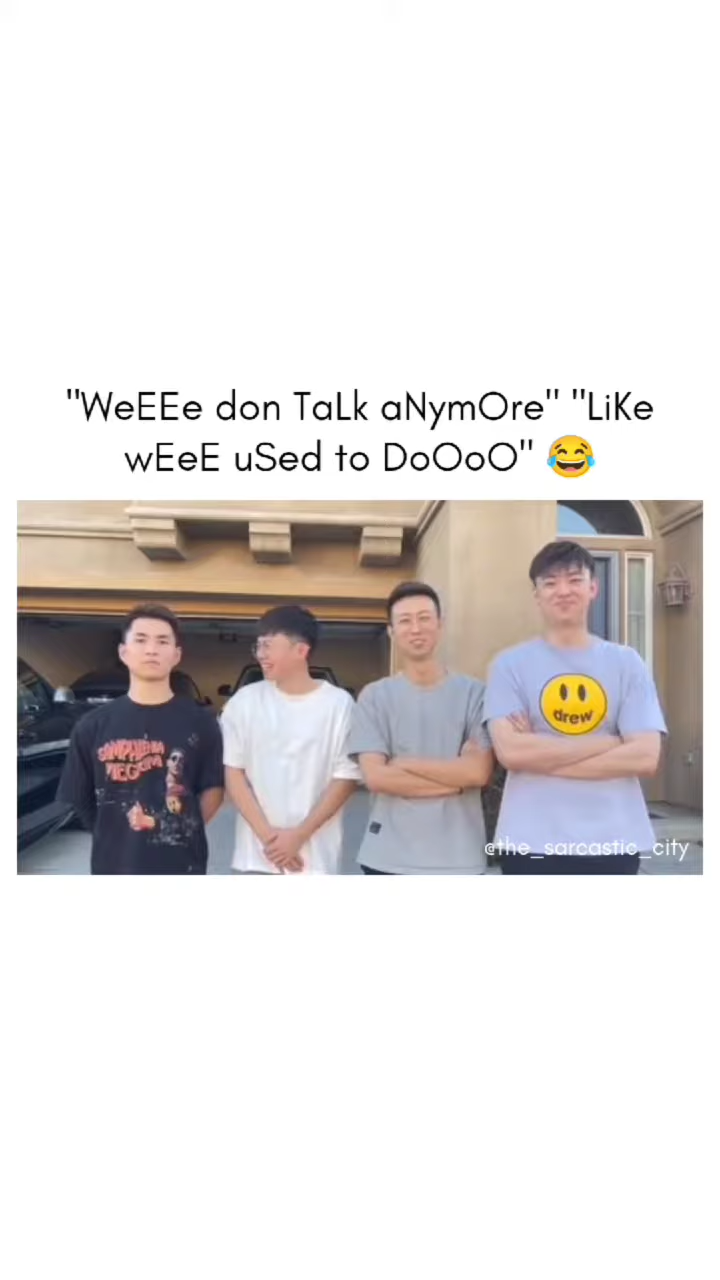 "WeEEe don TaLk aNymOre" "LiKe
wEeE uSed to DoOoO" 😂
drew
@the_sarcastic_city